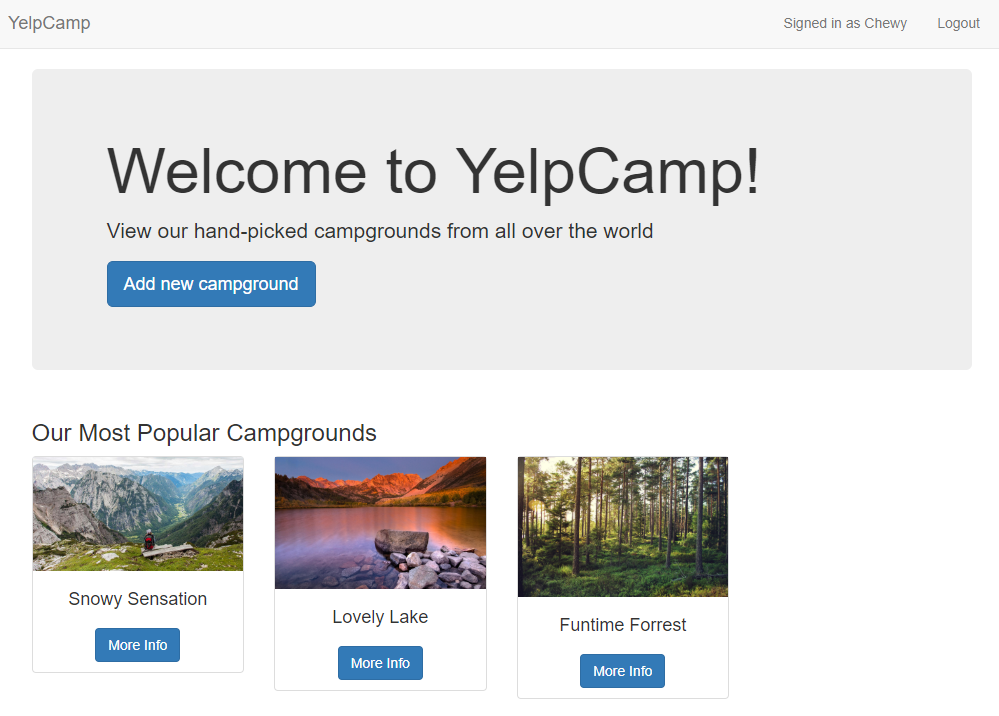 YelpCamp
Signed in as Chewy
Logout
Welcome to YelpCamp!
View our hand-picked campgrounds from all over the world
Add new campground
Our Most Popular Campgrounds
Snowy Sensation
More Info
Lovely Lake
More Info
Funtime Forrest
More Info